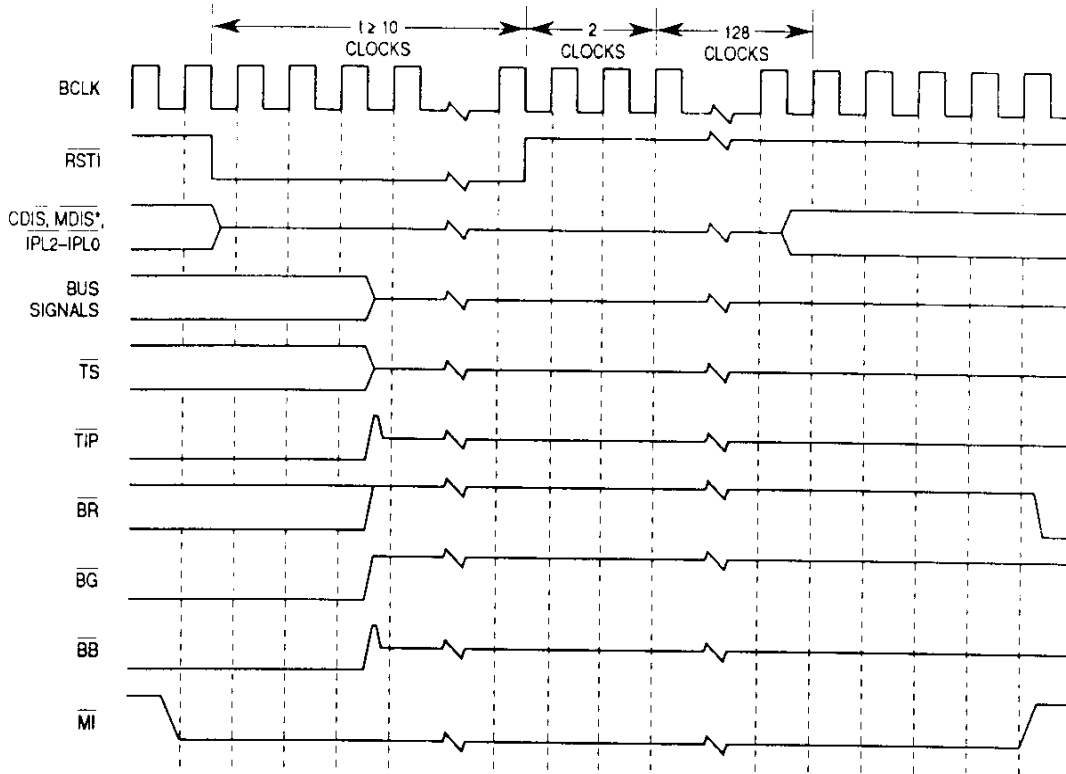 t ≥ 10
CLOCKS
2
CLOCKS
128
CLOCKS
BCLK
RSTI
CDIS, MDIS*,
IPL2–IPL0
BUS
SIGNALS
TS
TIP
BR
BG
BB
MI